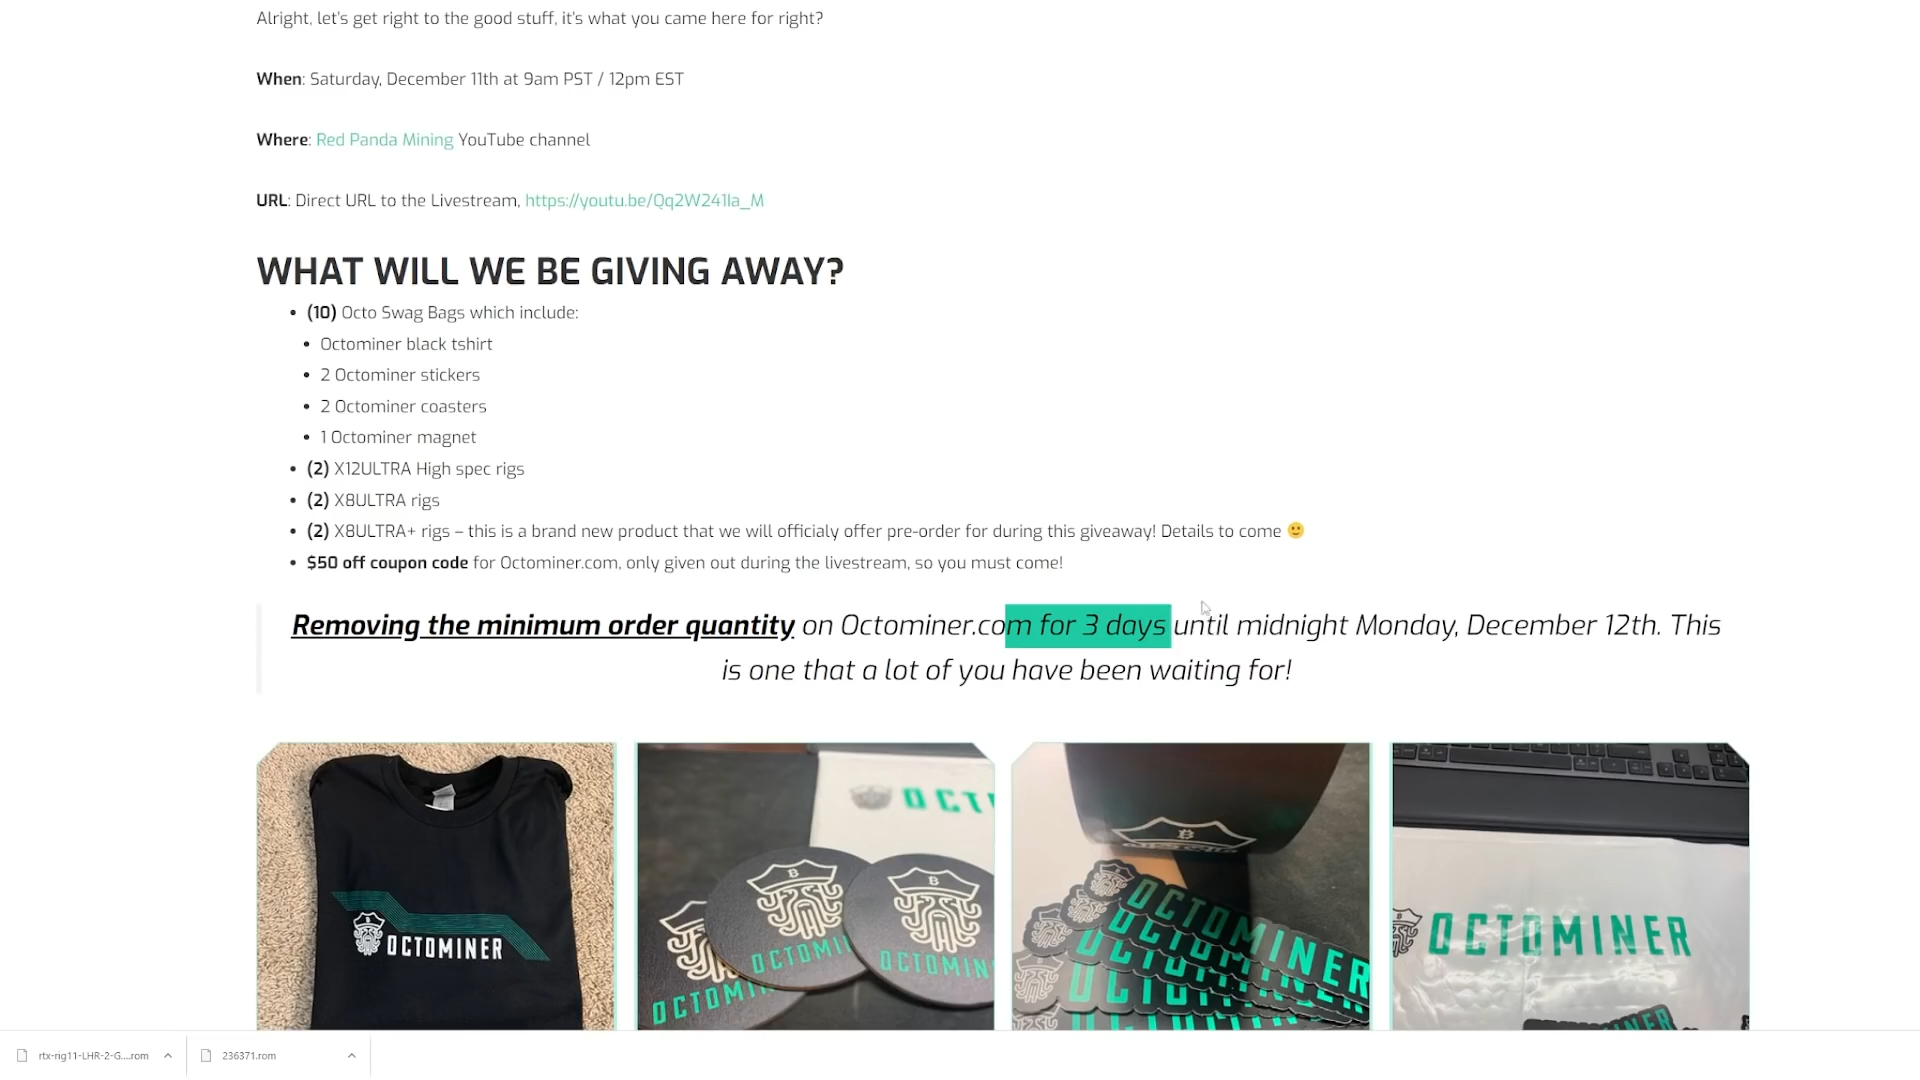 Alright, let's get right to the good stuff, it's what you came here for right?
When: Saturday, December 11th at 9am PST / 12pm EST
Where: Red Panda Mining YouTube channel
URL: Direct URL to the Livestream, https://youtu.be/Qq2W241la_M
WHAT WILL WE BE GIVING AWAY?
• (10) Octo Swag Bags which include:
• Octominer black tshirt
• 2 Octominer stickers
• 2 Octominer coasters
• 1 Octominer magnet
• (2) X12ULTRA High spec rigs
• (2) X8ULTRA rigs
• (2) X8ULTRA+ rigs – this is a brand new product that we will officialy offer pre-order for during this giveaway! Details to come 🙂
• $50 off coupon code for Octominer.com, only given out during the livestream, so you must come!
Removing the minimum order quantity on Octominer.com for 3 days until midnight Monday, December 12th. This
is one that a lot of you have been waiting for!
OCTOMINER
OCTOMI
OCTOMI
OCTOMIN
OCTOMINER
OCTOMINER
rtx-rig11-LHR-2-G....rom
236371.rom